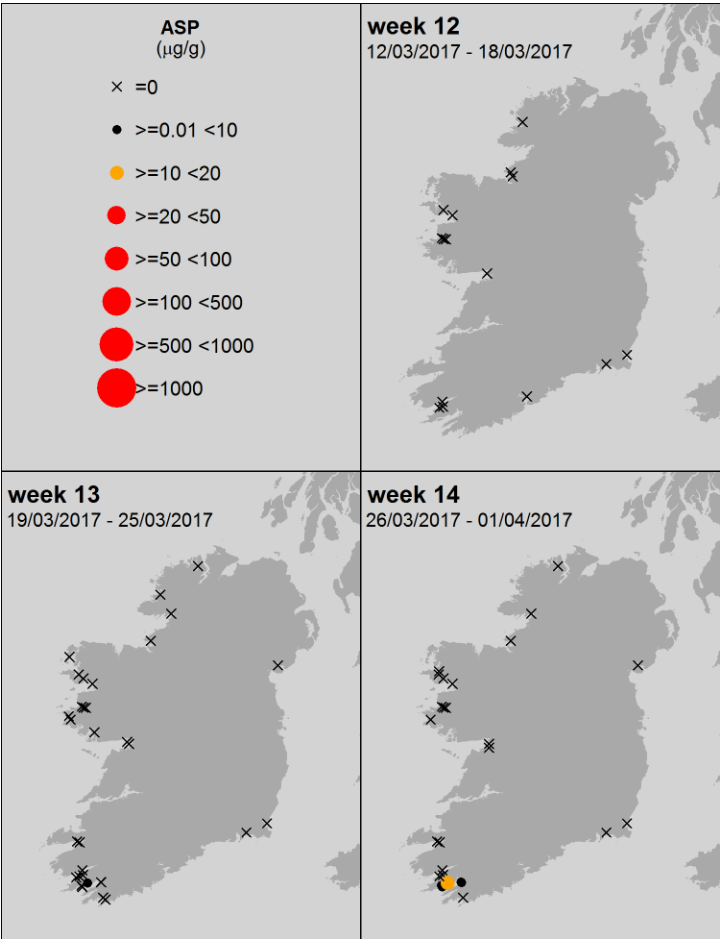 ASP
(µg/g)
=0
>=0.01 <10
>=10 <20
>=20 <50
>=50 <100
>=100 <500
>=500 <1000
>=1000
week 12
12/03/2017 - 18/03/2017
week 13
19/03/2017 - 25/03/2017
week 14
26/03/2017 - 01/04/2017